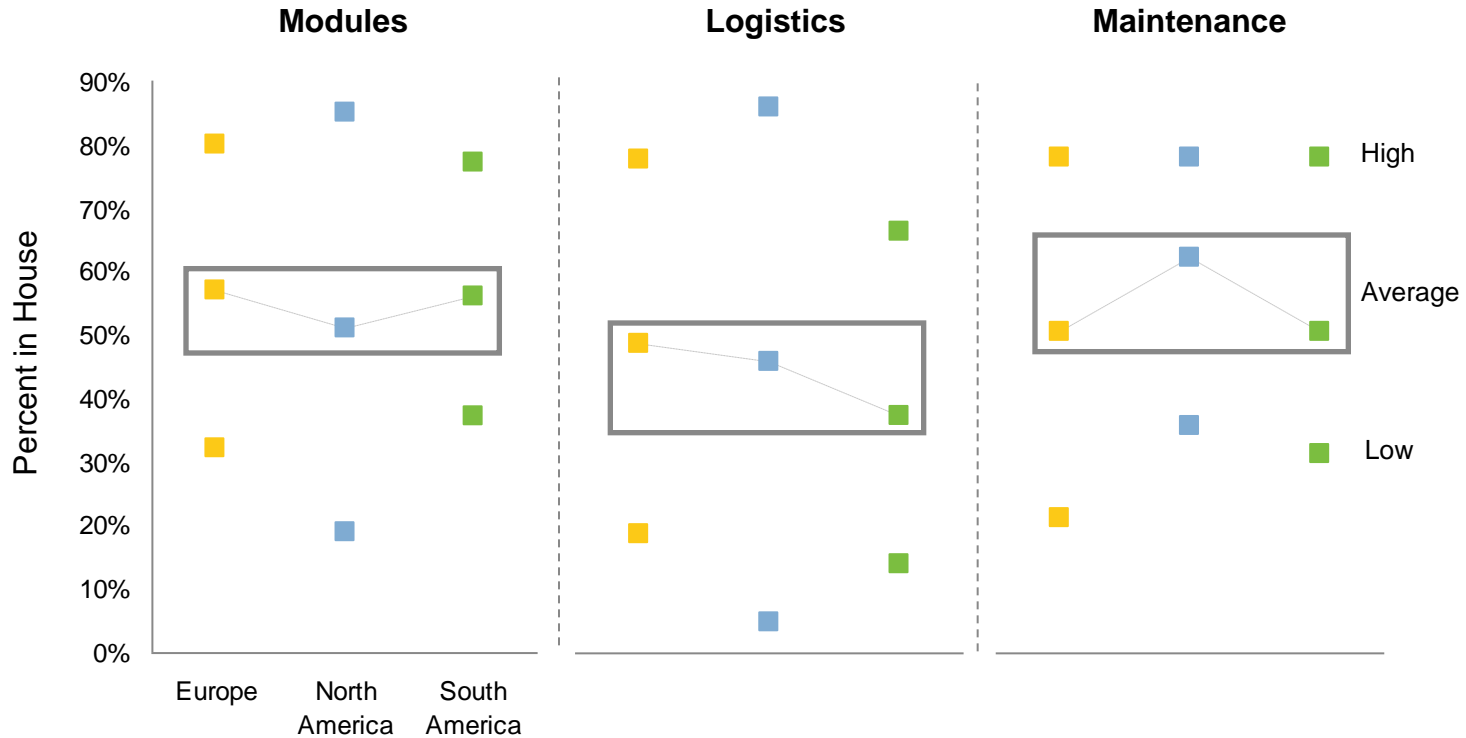 Modules
Logistics
Maintenance
Percent in House
90%
80%
70%
60%
50%
40%
30%
20%
10%
0%
High
Average
Low
Europe
North
America
South
America